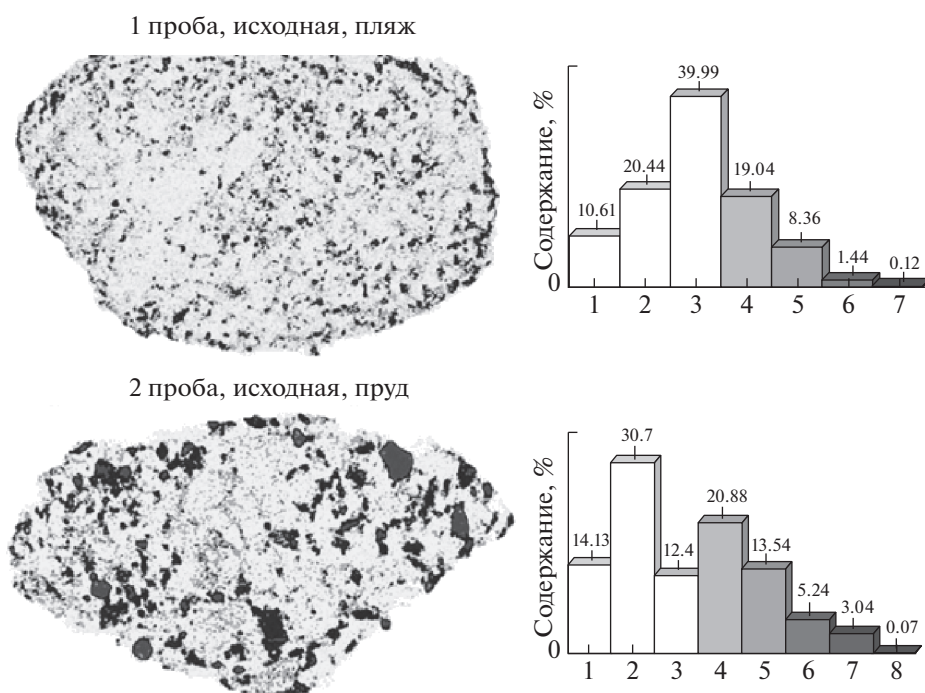 1 проба, исходная, пляж
Содержание, %
39.99
20.44
19.04
10.61
8.36
1.44
0.12
0
1 2 3 4 5 6 7
2 проба, исходная, пруд
Содержание, %
30.7
20.88
14.13
12.4
13.54
5.24
3.04
0.07
0
1 2 3 4 5 6 7 8